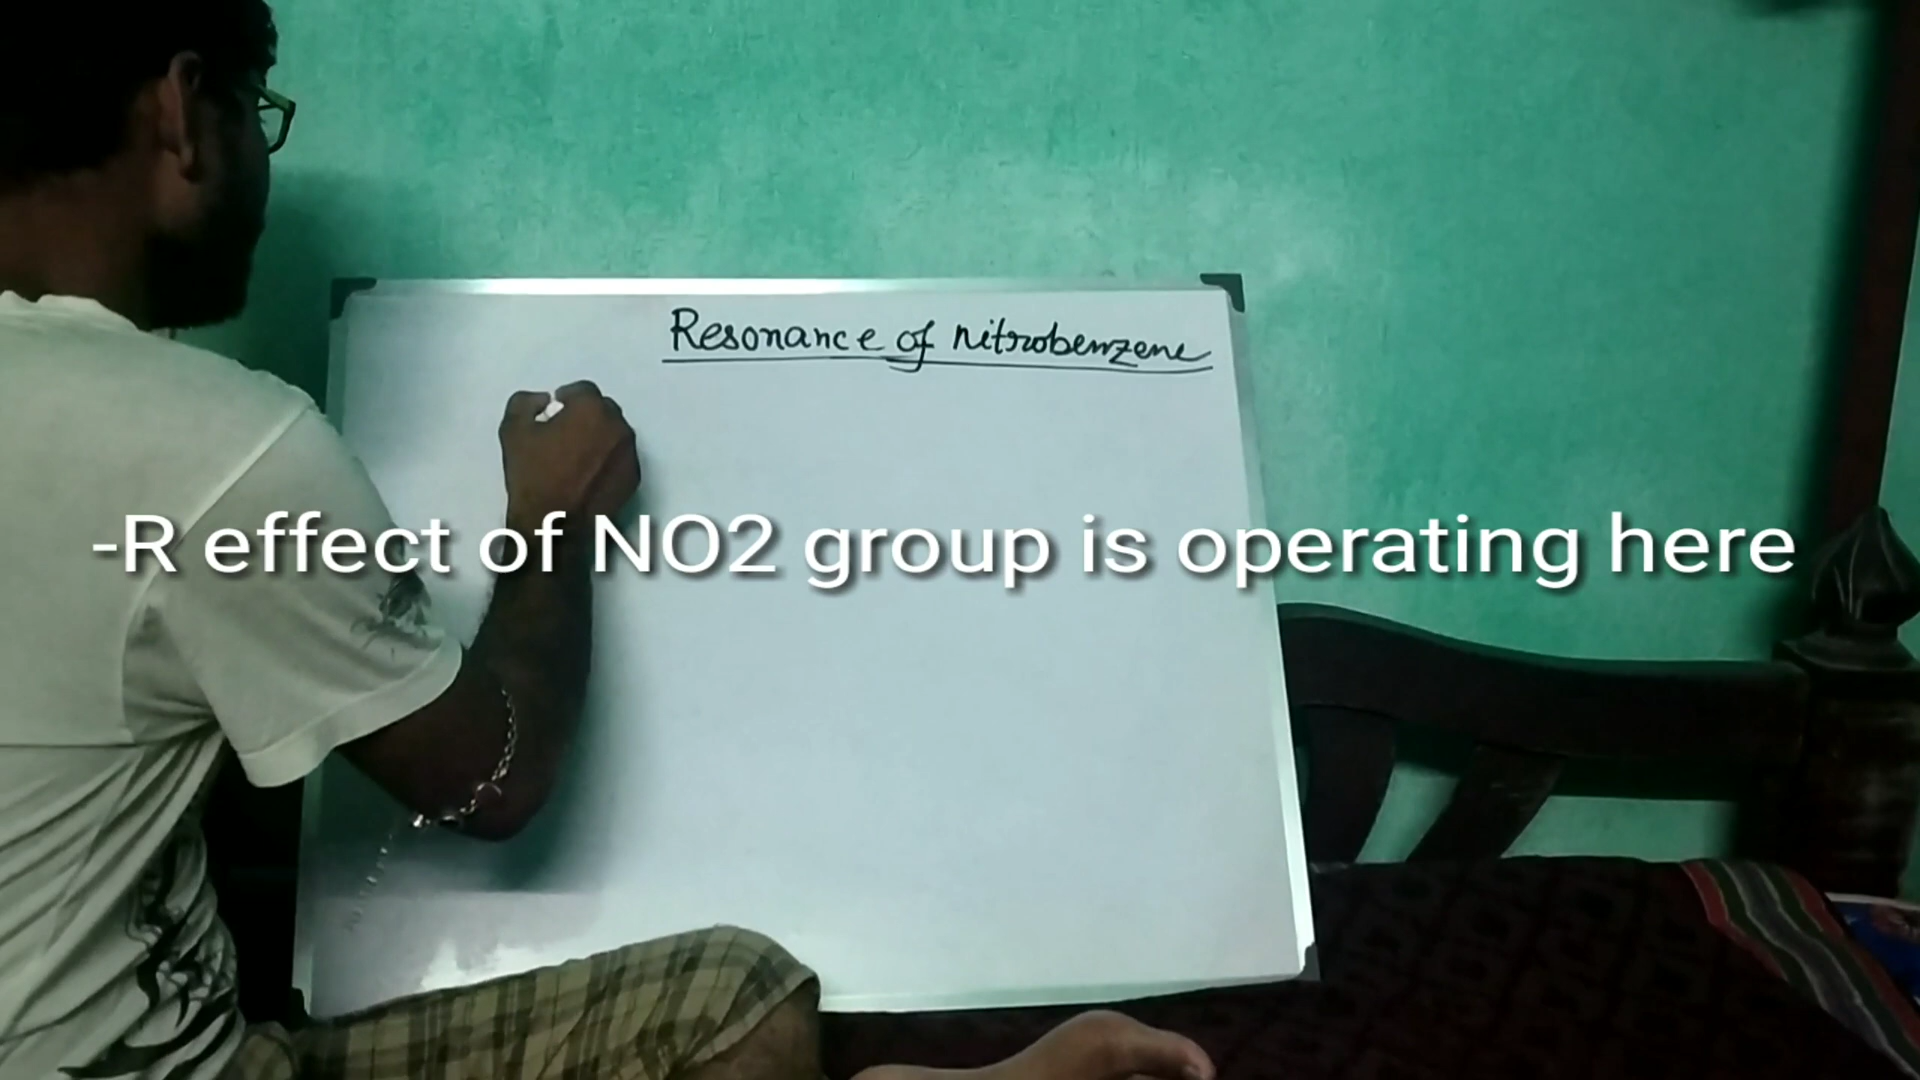 Resonance of nitrobenzene
-R effect of NO2 group is operating here